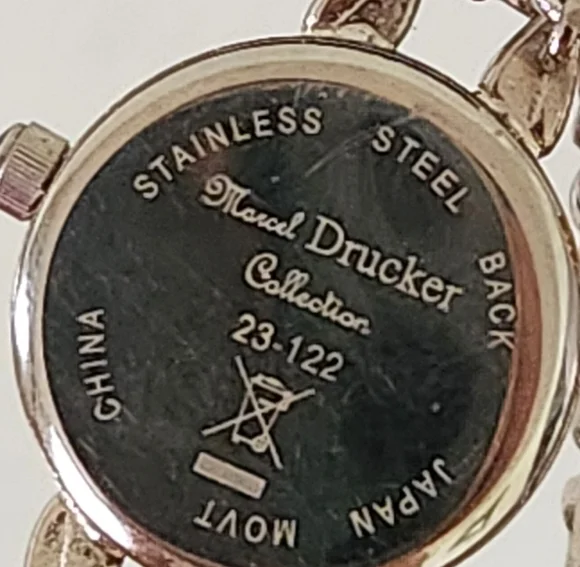 STAINLESS STEEL BACK
Marcel Drucker
Collection
23-122
JAPAN MOVT
CHINA